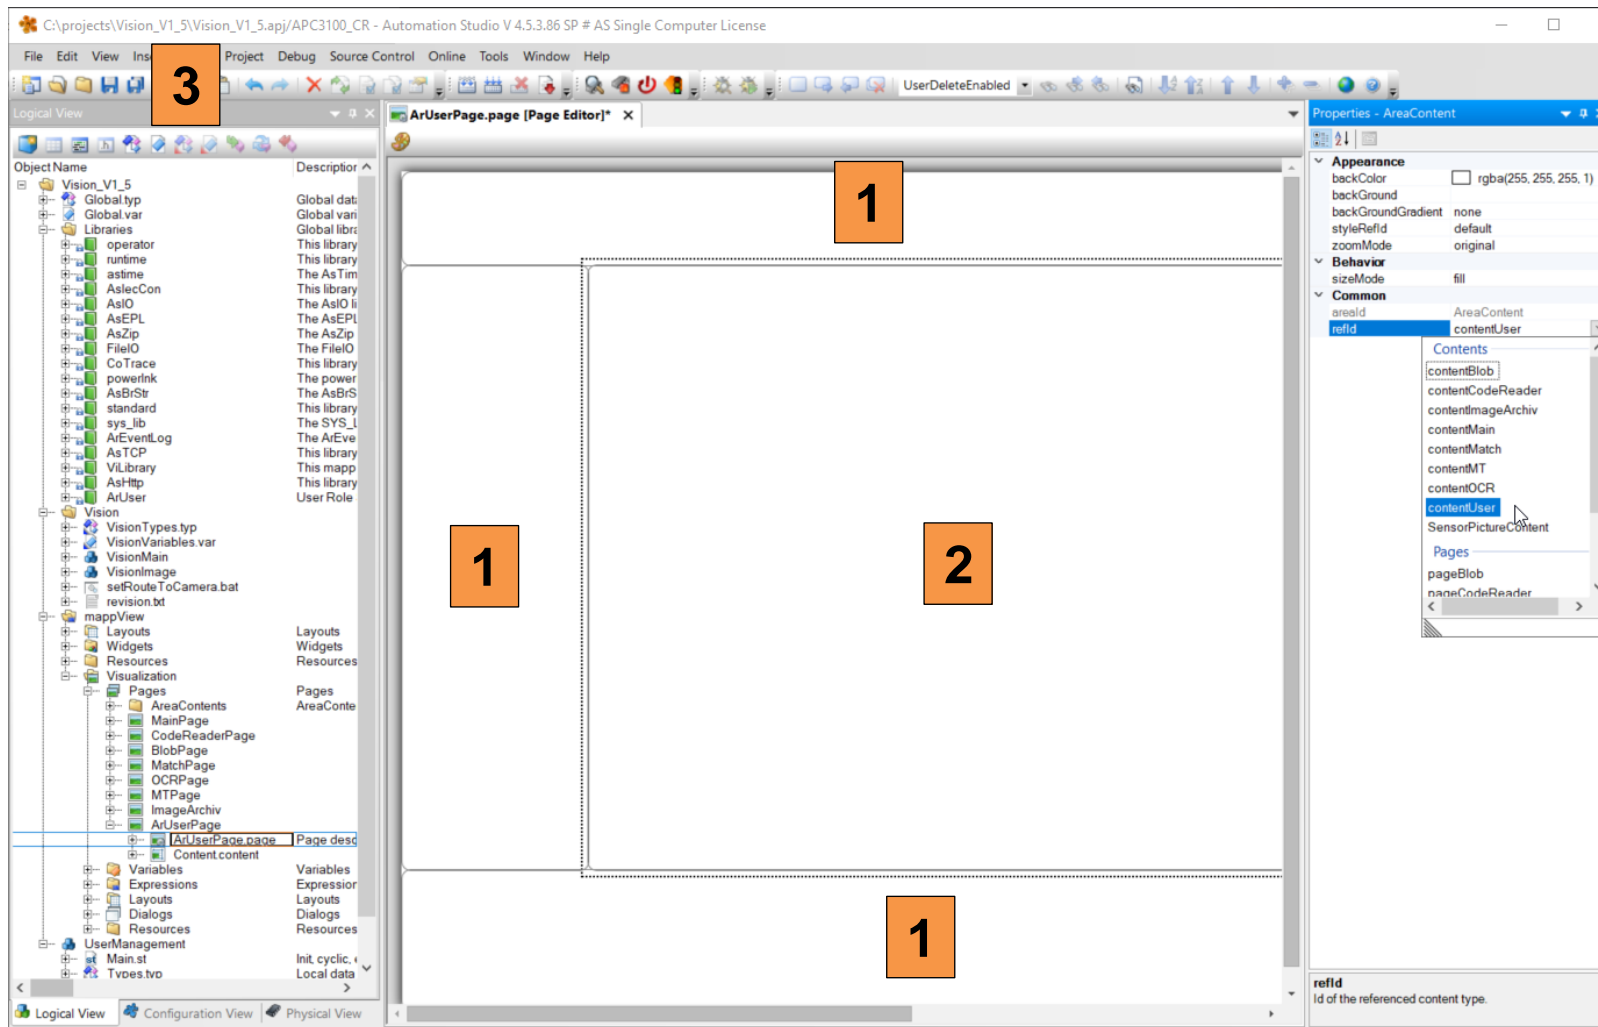 C:\projects\Vision_V1_5\Vision_V1_5.apj/APC3100_CR - Automation Studio V 4.5.3.86 SP # AS Single Computer License
File Edit View Project Debug Source Control Online Tools Window Help
3
UserDeleteEnabled
Logical View
Object Name Description
Vision_V1_5
Global.typ Global data
Global.var Global vari
Libraries Global libra
operator This library
runtime This library
astime The AsTim
AsIecCon This library
AsIO The AsIO li
AsEPL The AsEPL
AsZip The AsZip
FileIO The FileIO
CoTrace This library
powerlnk The power
AsBrStr The AsBrS
standard This library
sys_lib The SYS_L
ArEventLog The ArEve
AsTCP This library
ViLibrary This mapp
AsHttp This library
ArUser User Role
Vision
VisionTypes.typ
VisionVariables.var
VisionMain
VisionImage
setRouteToCamera.bat
revision.txt
mappView
Layouts Layouts
Widgets Widgets
Resources Resources
Visualization
Pages Pages
AreaContents AreaConte
MainPage
CodeReaderPage
BlobPage
MatchPage
OCRPage
MTPage
ImageArchiv
ArUserPage
ArUserPage.page Page desc
Content.content
Variables Variables
Expressions Expression
Layouts Layouts
Dialogs Dialogs
Resources Resources
UserManagement
Main.st Init, cyclic,
Types.typ Local data
Logical View Configuration View Physical View
ArUserPage.page [Page Editor]* X
1
1
2
1
Properties - AreaContent
Appearance
backColor rgba(255, 255, 255, 1)
backGround
backGroundGradient none
styleRefId default
zoomMode original
Behavior
sizeMode fill
Common
areaId AreaContent
refId contentUser
Contents
contentBlob
contentCodeReader
contentImageArchiv
contentMain
contentMatch
contentMT
contentOCR
contentUser
SensorPictureContent
Pages
pageBlob
pageCodeReader
refId
Id of the referenced content type.